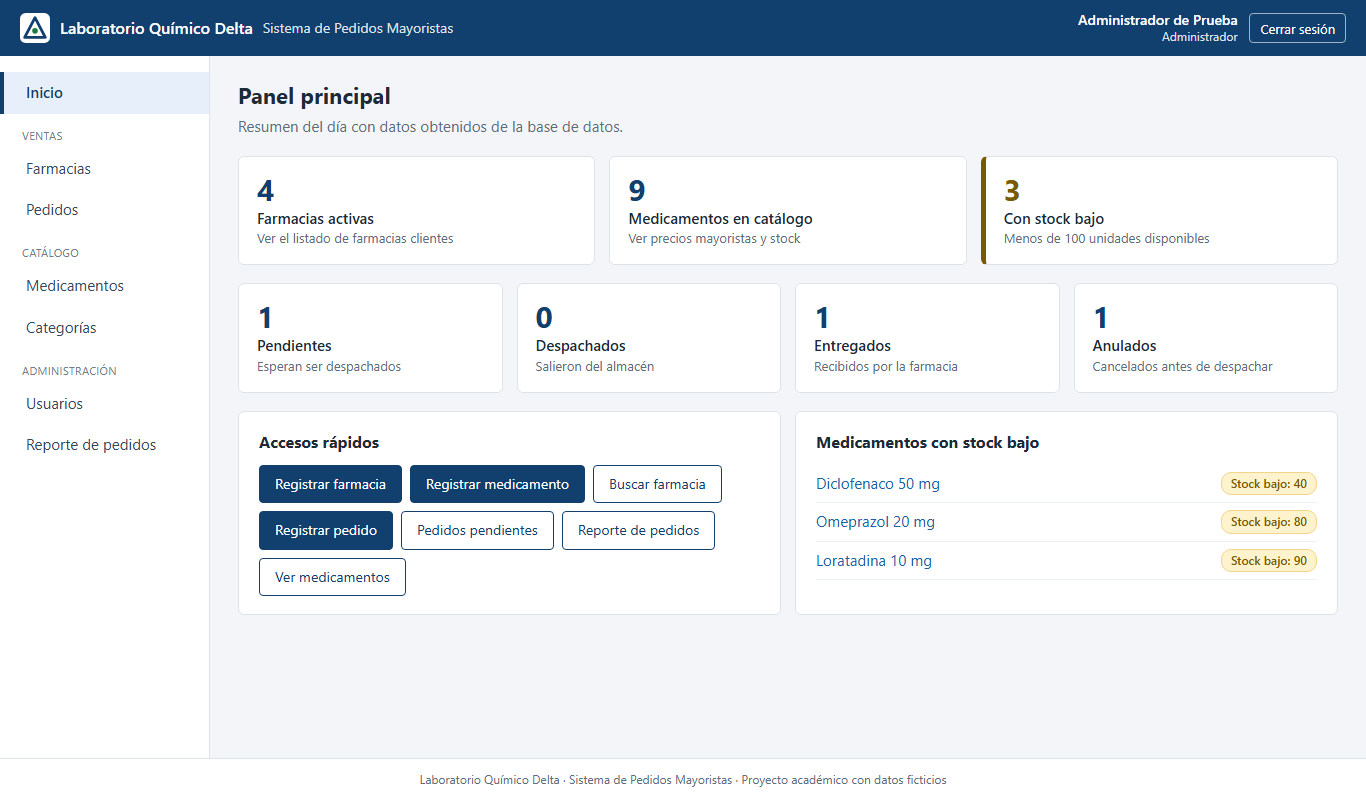 Laboratorio Químico Delta Sistema de Pedidos Mayoristas
Administrador de Prueba
Administrador
Cerrar sesión
Inicio
VENTAS
Farmacias
Pedidos
CATÁLOGO
Medicamentos
Categorías
ADMINISTRACIÓN
Usuarios
Reporte de pedidos
Panel principal
Resumen del día con datos obtenidos de la base de datos.
4
Farmacias activas
Ver el listado de farmacias clientes
9
Medicamentos en catálogo
Ver precios mayoristas y stock
3
Con stock bajo
Menos de 100 unidades disponibles
1
Pendientes
Esperan ser despachados
0
Despachados
Salieron del almacén
1
Entregados
Recibidos por la farmacia
1
Anulados
Cancelados antes de despachar
Accesos rápidos
Registrar farmacia
Registrar medicamento
Buscar farmacia
Registrar pedido
Pedidos pendientes
Reporte de pedidos
Ver medicamentos
Medicamentos con stock bajo
Diclofenaco 50 mg Stock bajo: 40
Omeprazol 20 mg Stock bajo: 80
Loratadina 10 mg Stock bajo: 90
Laboratorio Químico Delta · Sistema de Pedidos Mayoristas · Proyecto académico con datos ficticios